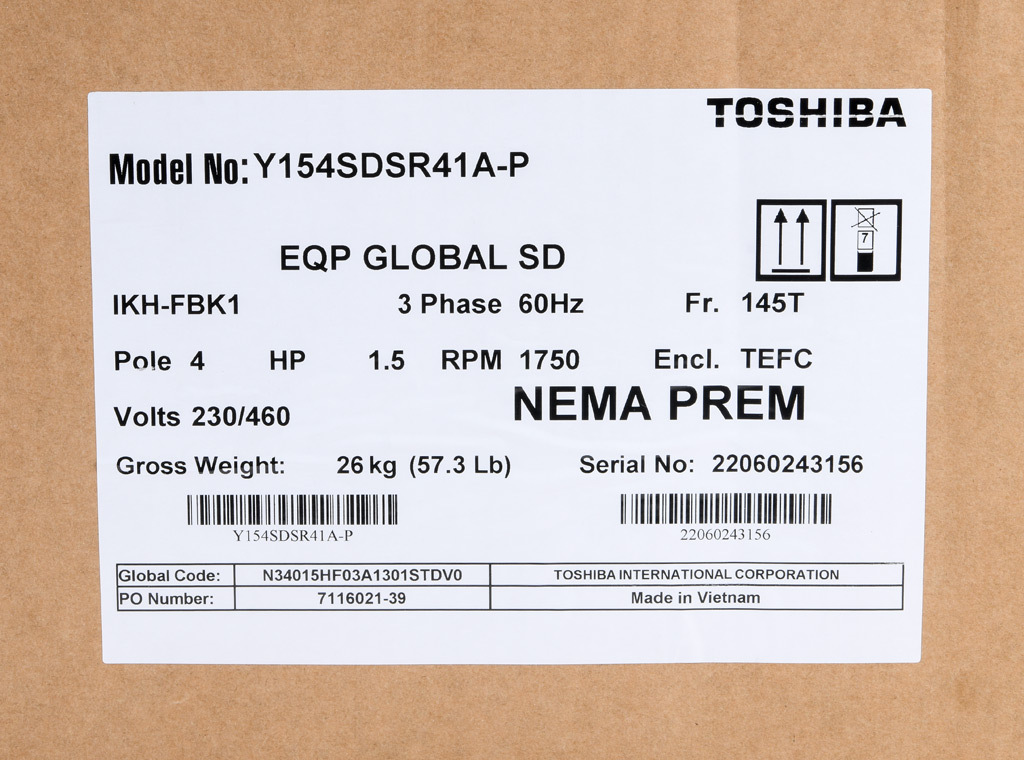 TOSHIBA
Model No: Y154SDSR41A-P
7
EQP GLOBAL SD
IKH-FBK1 3 Phase 60Hz Fr. 145T
Pole 4 HP 1.5 RPM 1750 Encl. TEFC
Volts 230/460 NEMA PREM
Gross Weight: 26 kg (57.3 Lb) Serial No: 22060243156
Y154SDSR41A-P 22060243156
Global Code: N34015HF03A1301STDV0 TOSHIBA INTERNATIONAL CORPORATION
PO Number: 7116021-39 Made in Vietnam